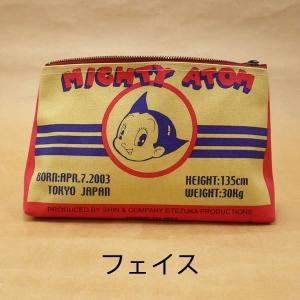 MIGHTY ATOM
BORN:APR.7.2003
TOKYO JAPAN
HEIGHT:135cm
WEIGHT:30Kg
PRODUCED BY SHIN & COMPANY ©TEZUKA PRODUCTIONS
フェイス